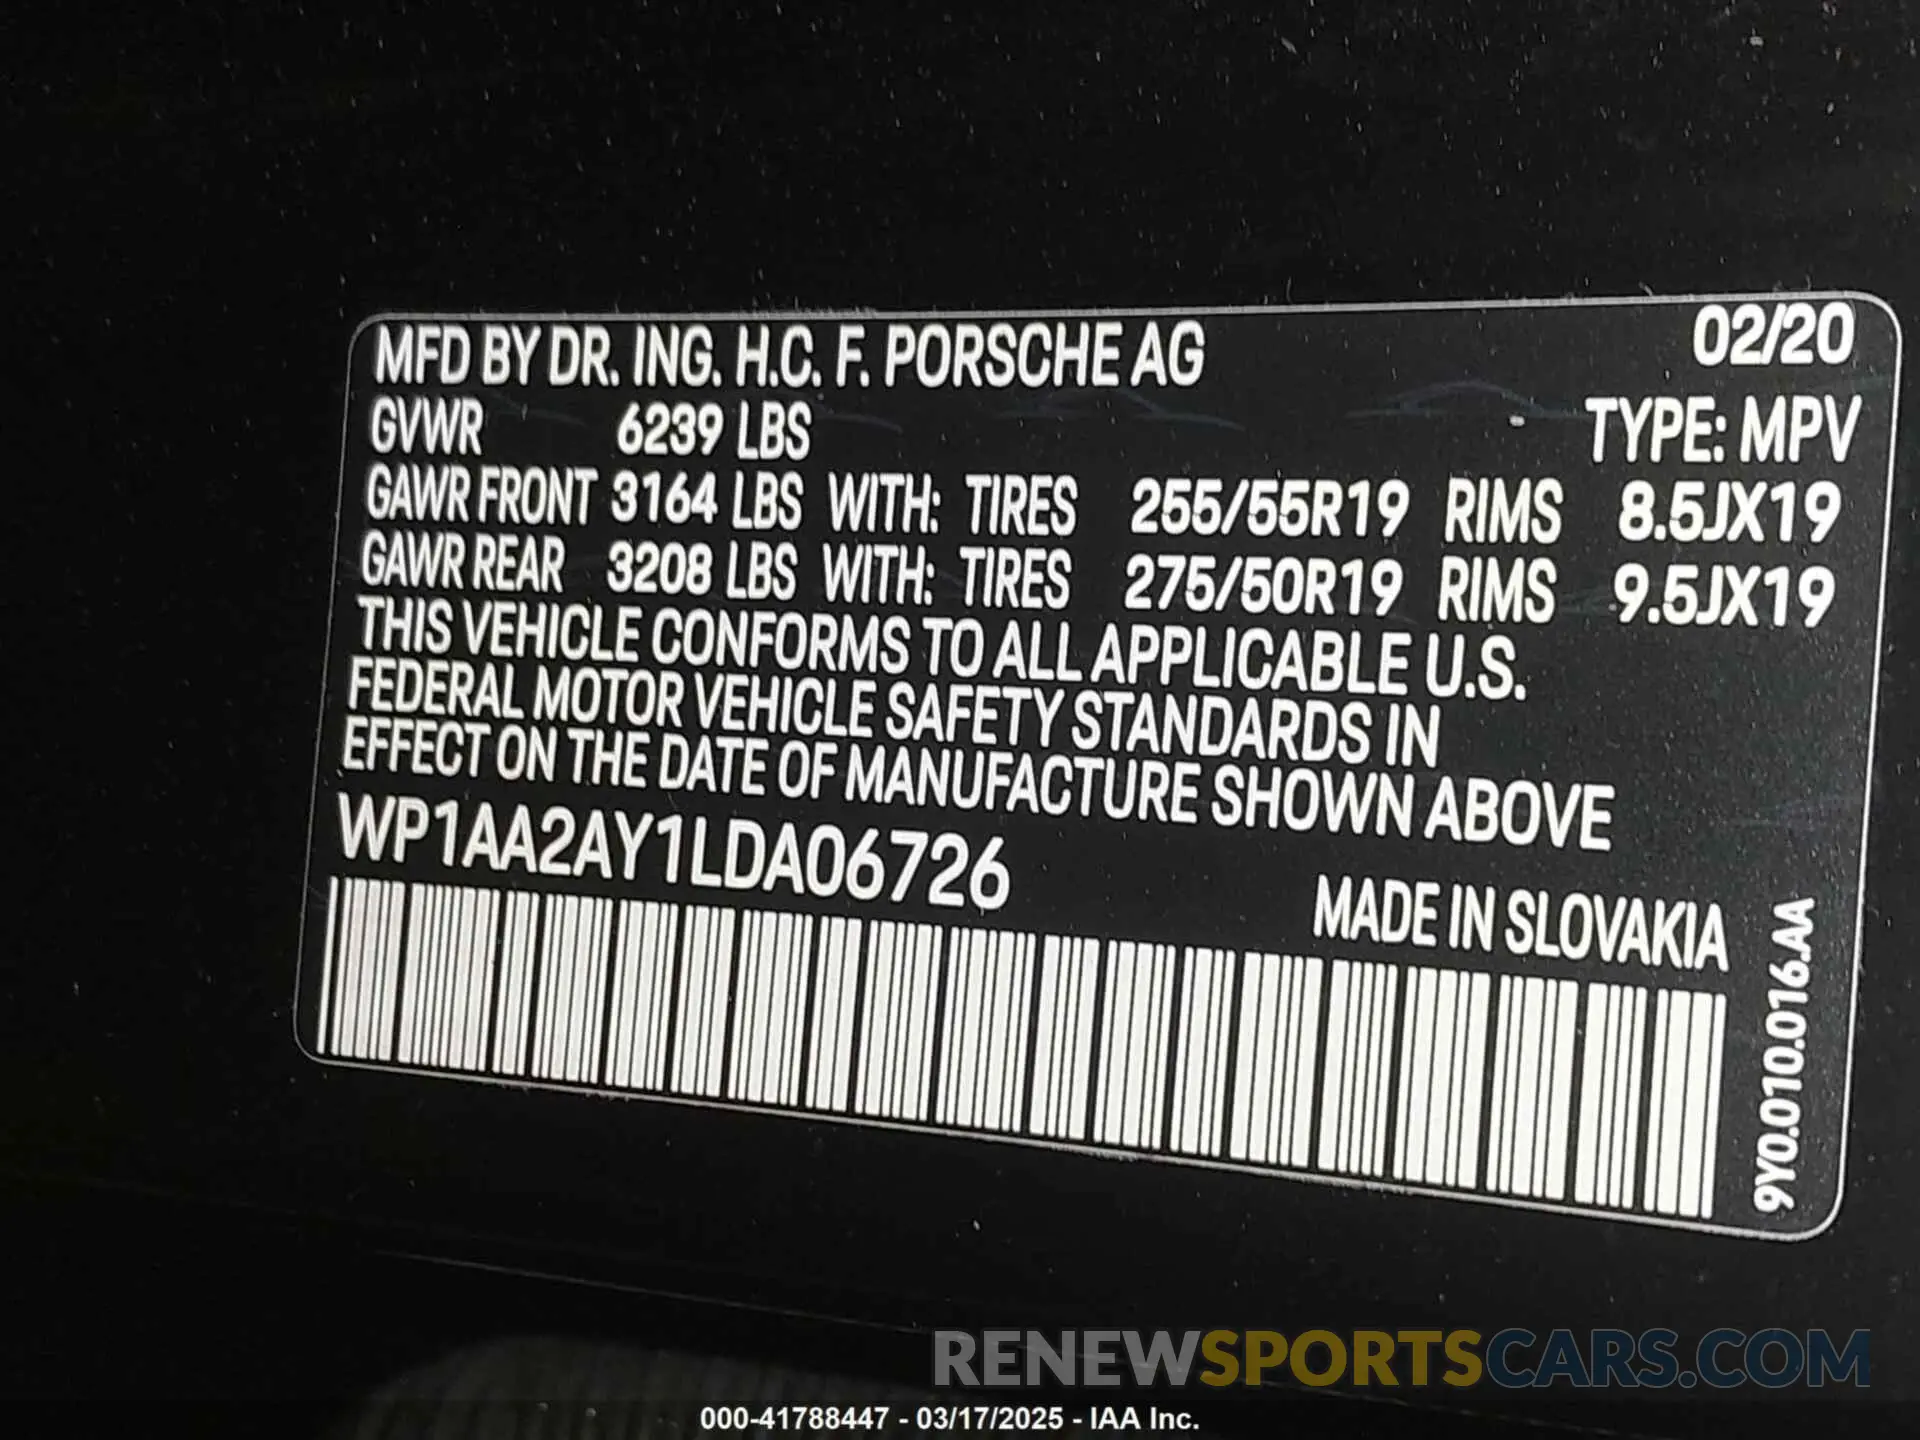 MFD BY DR. ING. H.C. F. PORSCHE AG 02/20
GVWR 6239 LBS TYPE: MPV
GAWR FRONT 3164 LBS WITH: TIRES 255/55R19 RIMS 8.5JX19
GAWR REAR 3208 LBS WITH: TIRES 275/50R19 RIMS 9.5JX19
THIS VEHICLE CONFORMS TO ALL APPLICABLE U.S.
FEDERAL MOTOR VEHICLE SAFETY STANDARDS IN
EFFECT ON THE DATE OF MANUFACTURE SHOWN ABOVE
WP1AA2AY1LDA06726
MADE IN SLOVAKIA
9Y0.010.016.AA
RENEWSPORTSCARS.COM
000-41788447 - 03/17/2025 - IAA Inc.